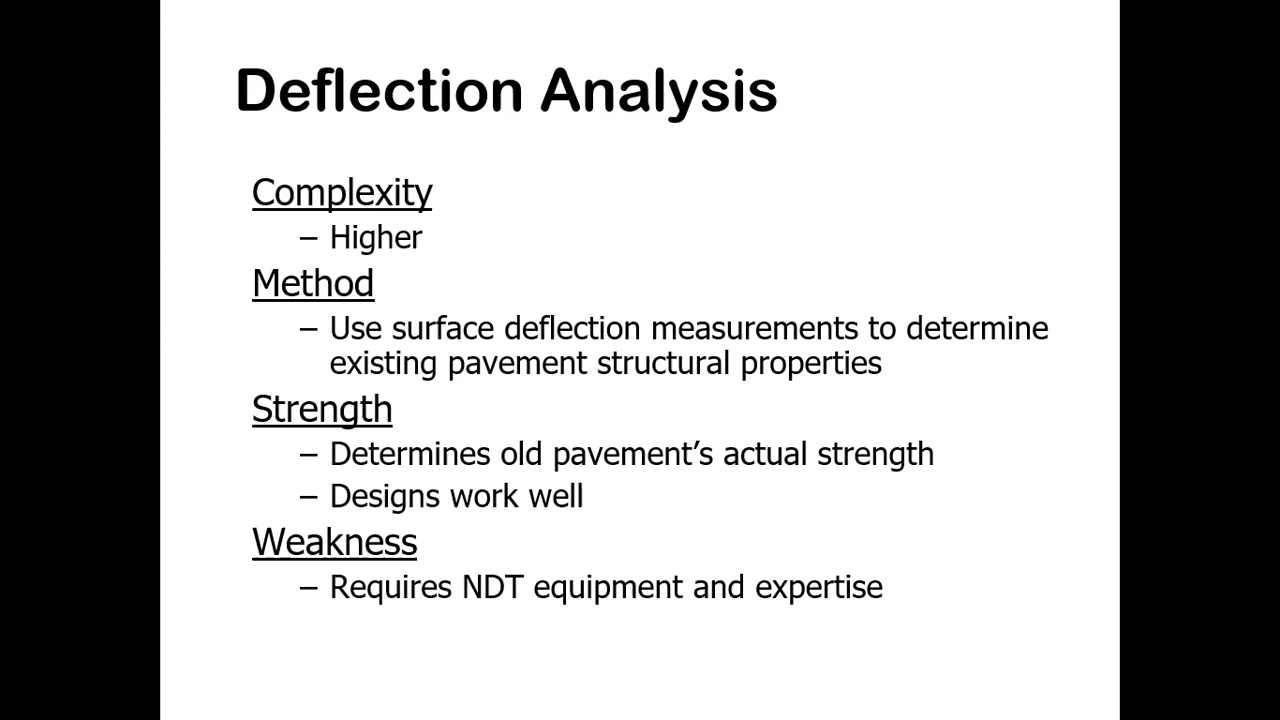 Deflection Analysis
Complexity
– Higher
Method
– Use surface deflection measurements to determine
existing pavement structural properties
Strength
– Determines old pavement’s actual strength
– Designs work well
Weakness
– Requires NDT equipment and expertise